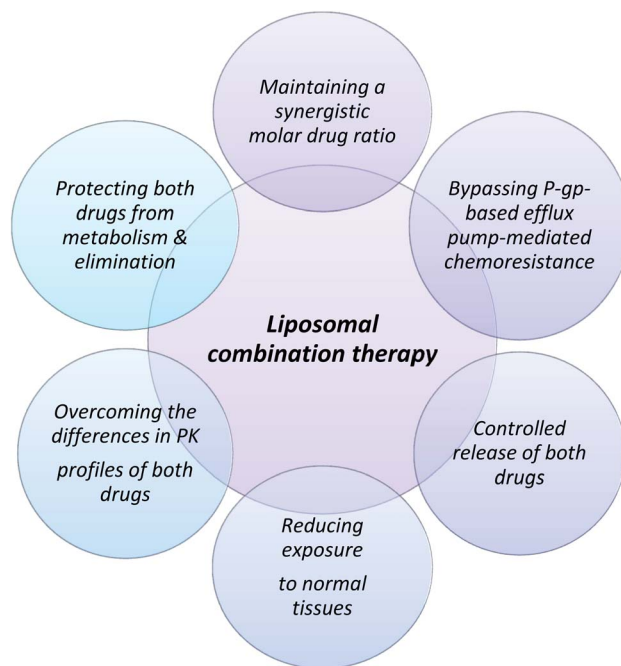 Maintaining a
synergistic
molar drug ratio
Protecting both
drugs from
metabolism &
elimination
Bypassing P-gp-
based efflux
pump-mediated
chemoresistance
Liposomal
combination therapy
Overcoming the
differences in PK
profiles of both
drugs
Controlled
release of both
drugs
Reducing
exposure
to normal
tissues